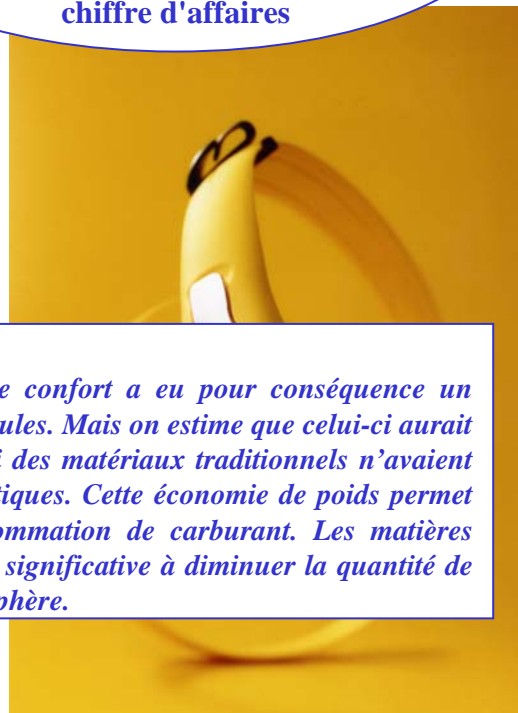 chiffre d'affaires
e confort a eu pour conséquence un
ules. Mais on estime que celui-ci aurait
i des matériaux traditionnels n'avaient
tiques. Cette économie de poids permet
ommation de carburant. Les matières
significative à diminuer la quantité de
phère.